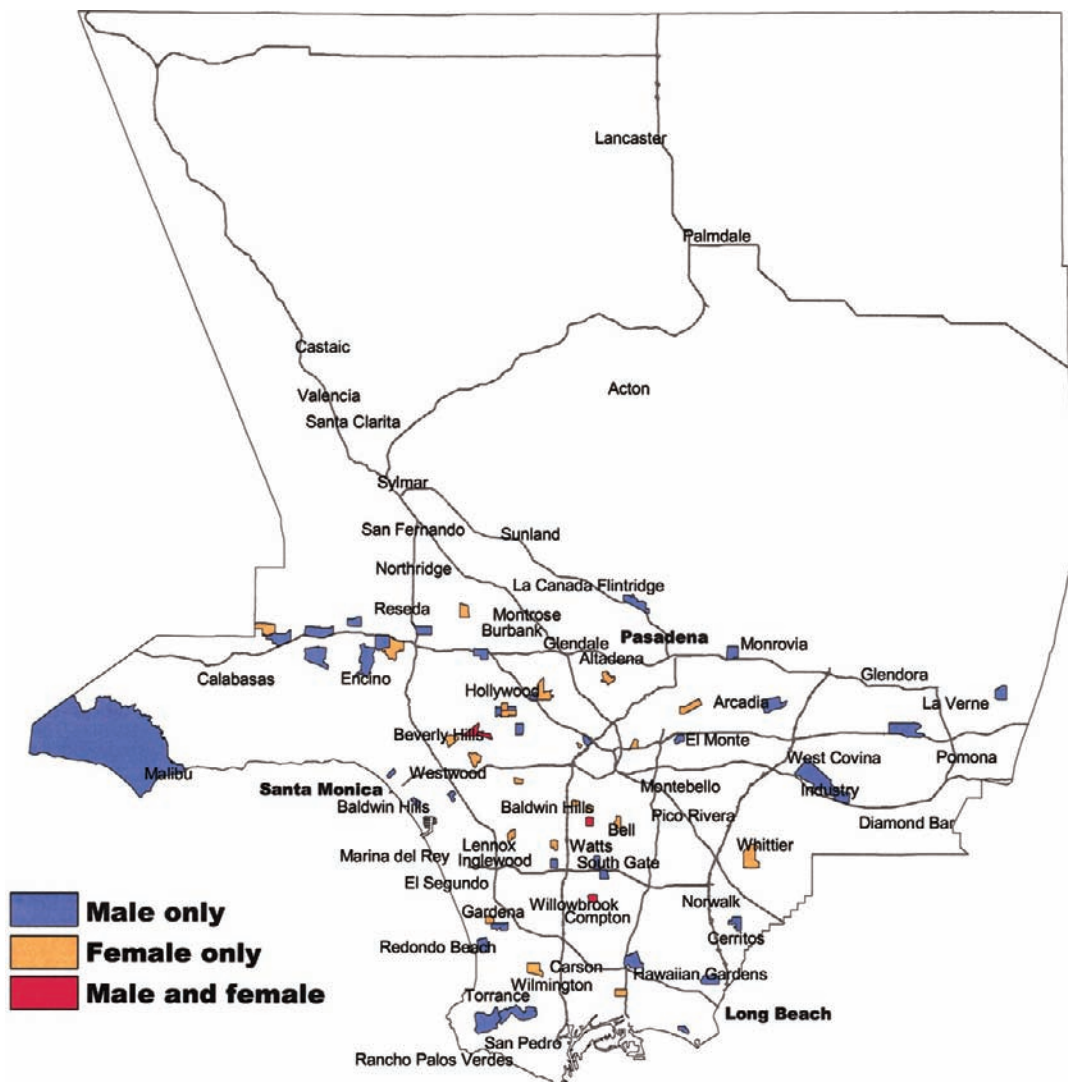 Lancaster
Palmdale
Castaic
Acton
Valencia
Santa Clarita
Sylmar
San Fernando
Sunland
Northridge
La Canada Flintridge
Reseda
Montrose
Burbank
Pasadena
Glendale
Monrovia
Altadena
Calabasas
Encino
Glendora
Hollywood
Arcadia
La Verne
Beverly Hills
El Monte
West Covina
Pomona
Malibu
Westwood
Santa Monica
Montebello
Industry
Baldwin Hills
Baldwin Hills
Pico Rivera
Diamond Bar
Bell
Lennox
Watts
Whittier
Marina del Rey
Inglewood
South Gate
El Segundo
Willowbrook
Norwalk
Gardena
Compton
Male only
Cerritos
Redondo Beach
Female only
Carson
Hawaiian Gardens
Wilmington
Male and female
Torrance
Long Beach
San Pedro
Rancho Palos Verdes